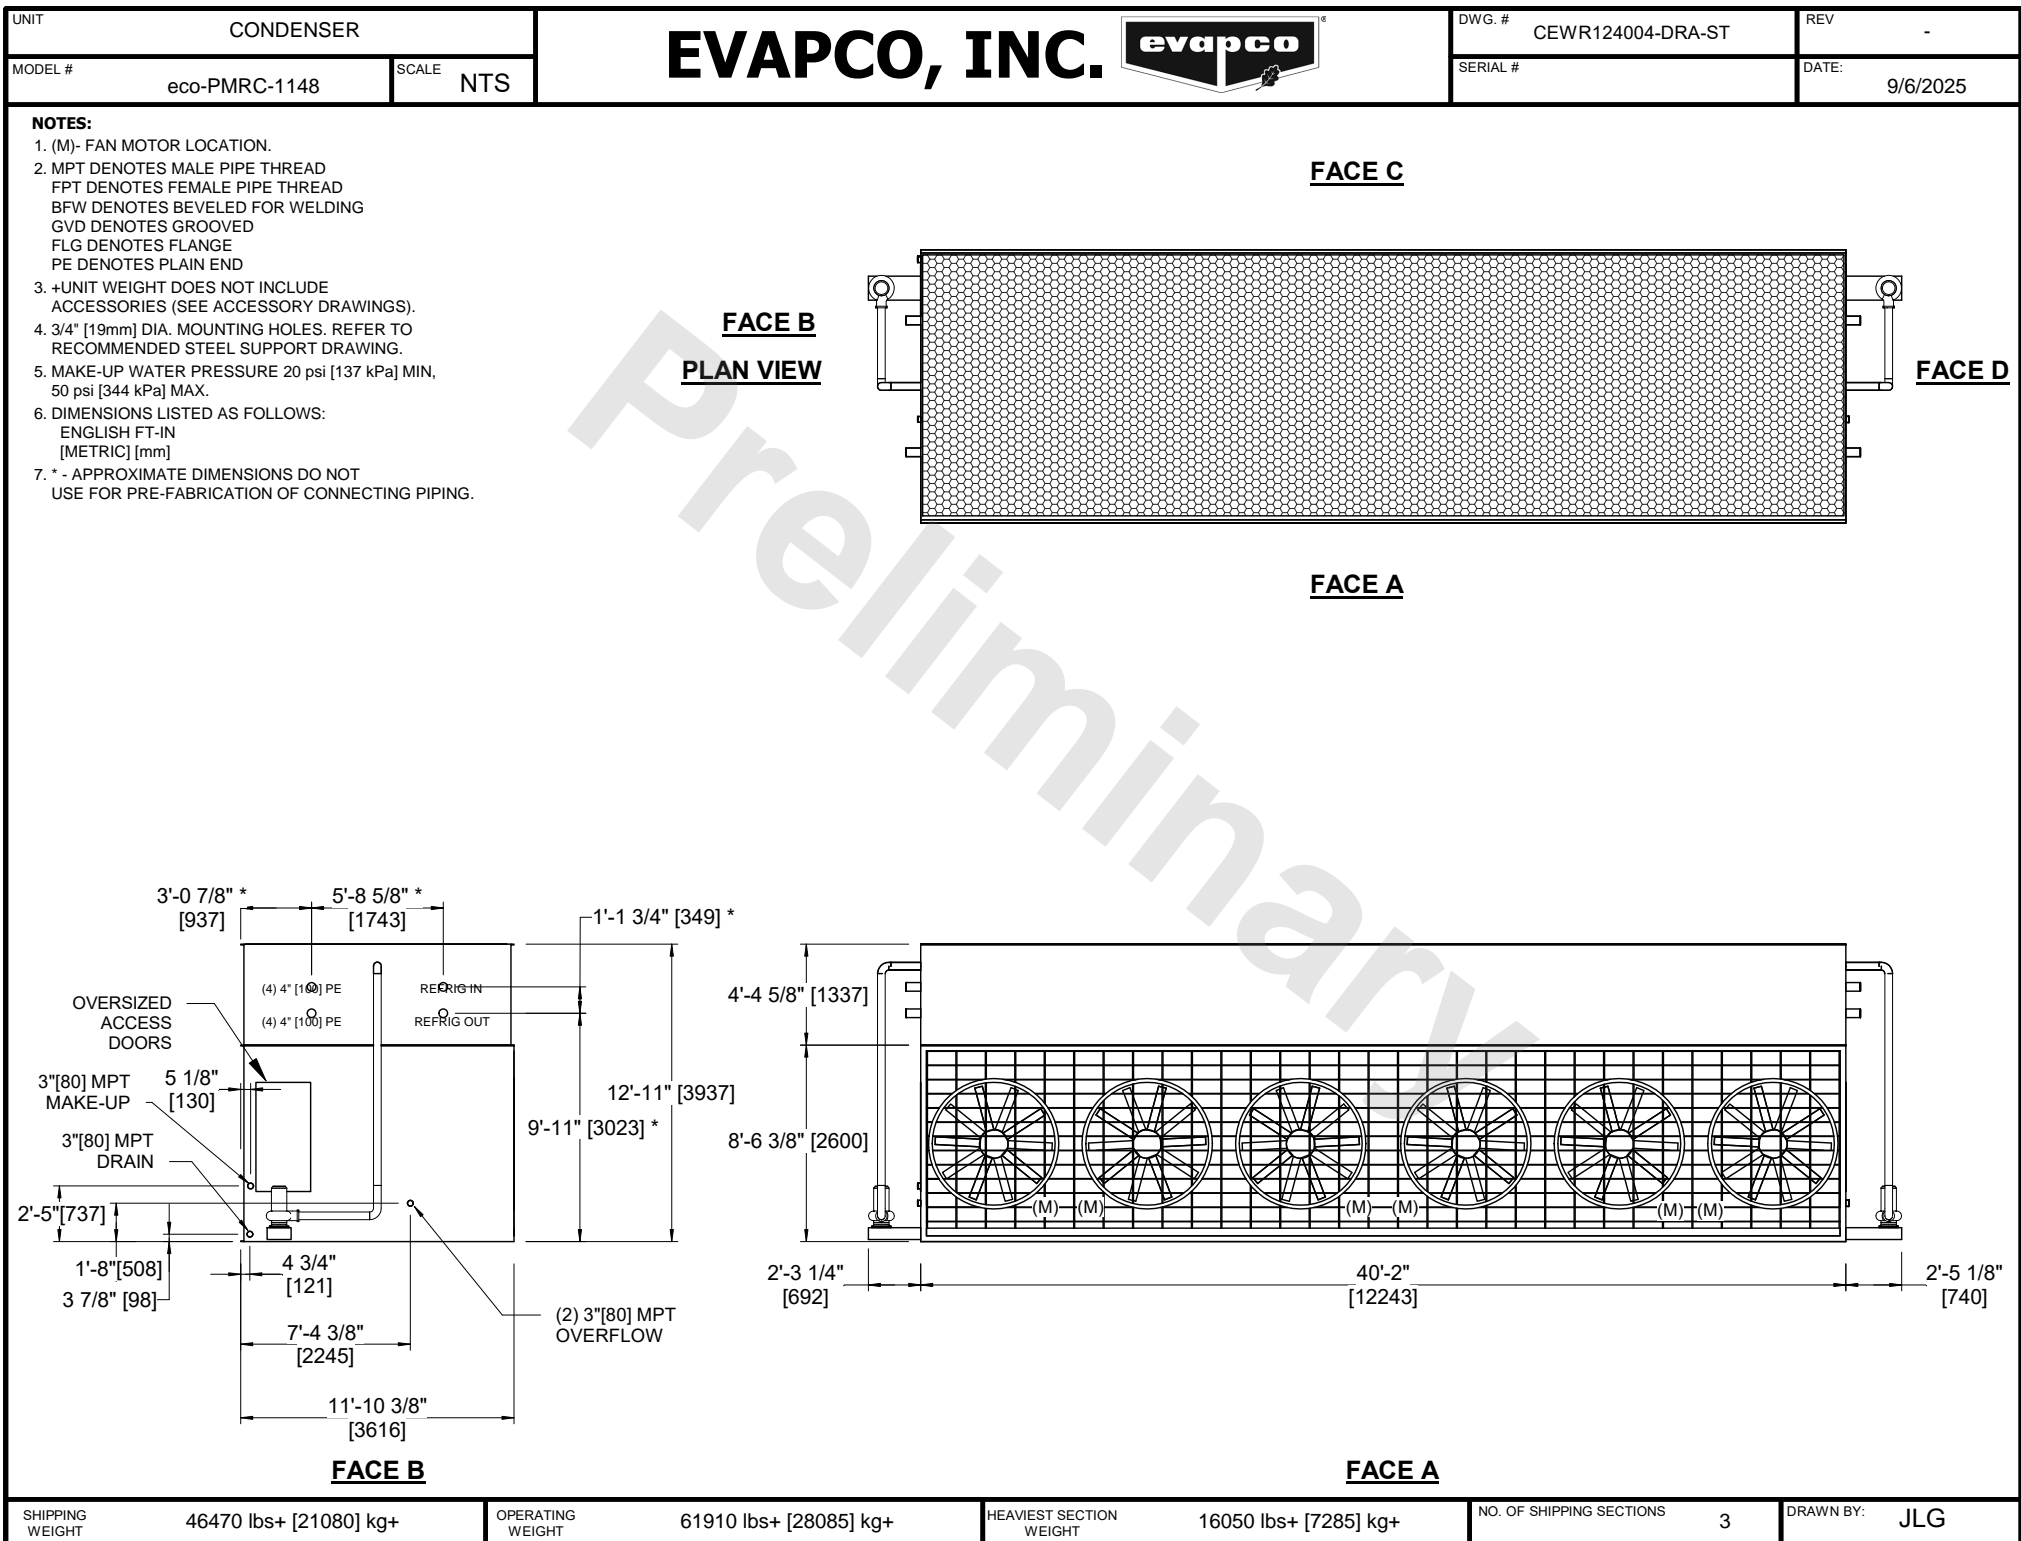 UNIT
CONDENSER
MODEL #
eco-PMRC-1148
SCALE
NTS
EVAPCO, INC.
evapco
®
DWG. #
CEWR124004-DRA-ST
REV
-
SERIAL #
DATE:
9/6/2025
NOTES:
1. (M)- FAN MOTOR LOCATION.
2. MPT DENOTES MALE PIPE THREAD
FPT DENOTES FEMALE PIPE THREAD
BFW DENOTES BEVELED FOR WELDING
GVD DENOTES GROOVED
FLG DENOTES FLANGE
PE DENOTES PLAIN END
3. +UNIT WEIGHT DOES NOT INCLUDE
ACCESSORIES (SEE ACCESSORY DRAWINGS).
4. 3/4" [19mm] DIA. MOUNTING HOLES. REFER TO
RECOMMENDED STEEL SUPPORT DRAWING.
5. MAKE-UP WATER PRESSURE 20 psi [137 kPa] MIN,
50 psi [344 kPa] MAX.
6. DIMENSIONS LISTED AS FOLLOWS:
ENGLISH FT-IN
[METRIC] [mm]
7. * - APPROXIMATE DIMENSIONS DO NOT
USE FOR PRE-FABRICATION OF CONNECTING PIPING.
FACE C
FACE B
PLAN VIEW
FACE D
FACE A
Preliminary
3'-0 7/8" *
[937]
5'-8 5/8" *
[1743]
1'-1 3/4" [349] *
(4) 4" [100] PE
REFRIG IN
(4) 4" [100] PE
REFRIG OUT
OVERSIZED
ACCESS
DOORS
3"[80] MPT
MAKE-UP
5 1/8"
[130]
3"[80] MPT
DRAIN
12'-11" [3937]
9'-11" [3023] *
2'-5"[737]
1'-8"[508]
3 7/8" [98]
4 3/4"
[121]
(2) 3"[80] MPT
OVERFLOW
7'-4 3/8"
[2245]
11'-10 3/8"
[3616]
FACE B
4'-4 5/8" [1337]
8'-6 3/8" [2600]
(M) (M) (M) (M) (M) (M)
2'-3 1/4"
[692]
40'-2"
[12243]
2'-5 1/8"
[740]
FACE A
SHIPPING
WEIGHT
46470 lbs+ [21080] kg+
OPERATING
WEIGHT
61910 lbs+ [28085] kg+
HEAVIEST SECTION
WEIGHT
16050 lbs+ [7285] kg+
NO. OF SHIPPING SECTIONS
3
DRAWN BY:
JLG